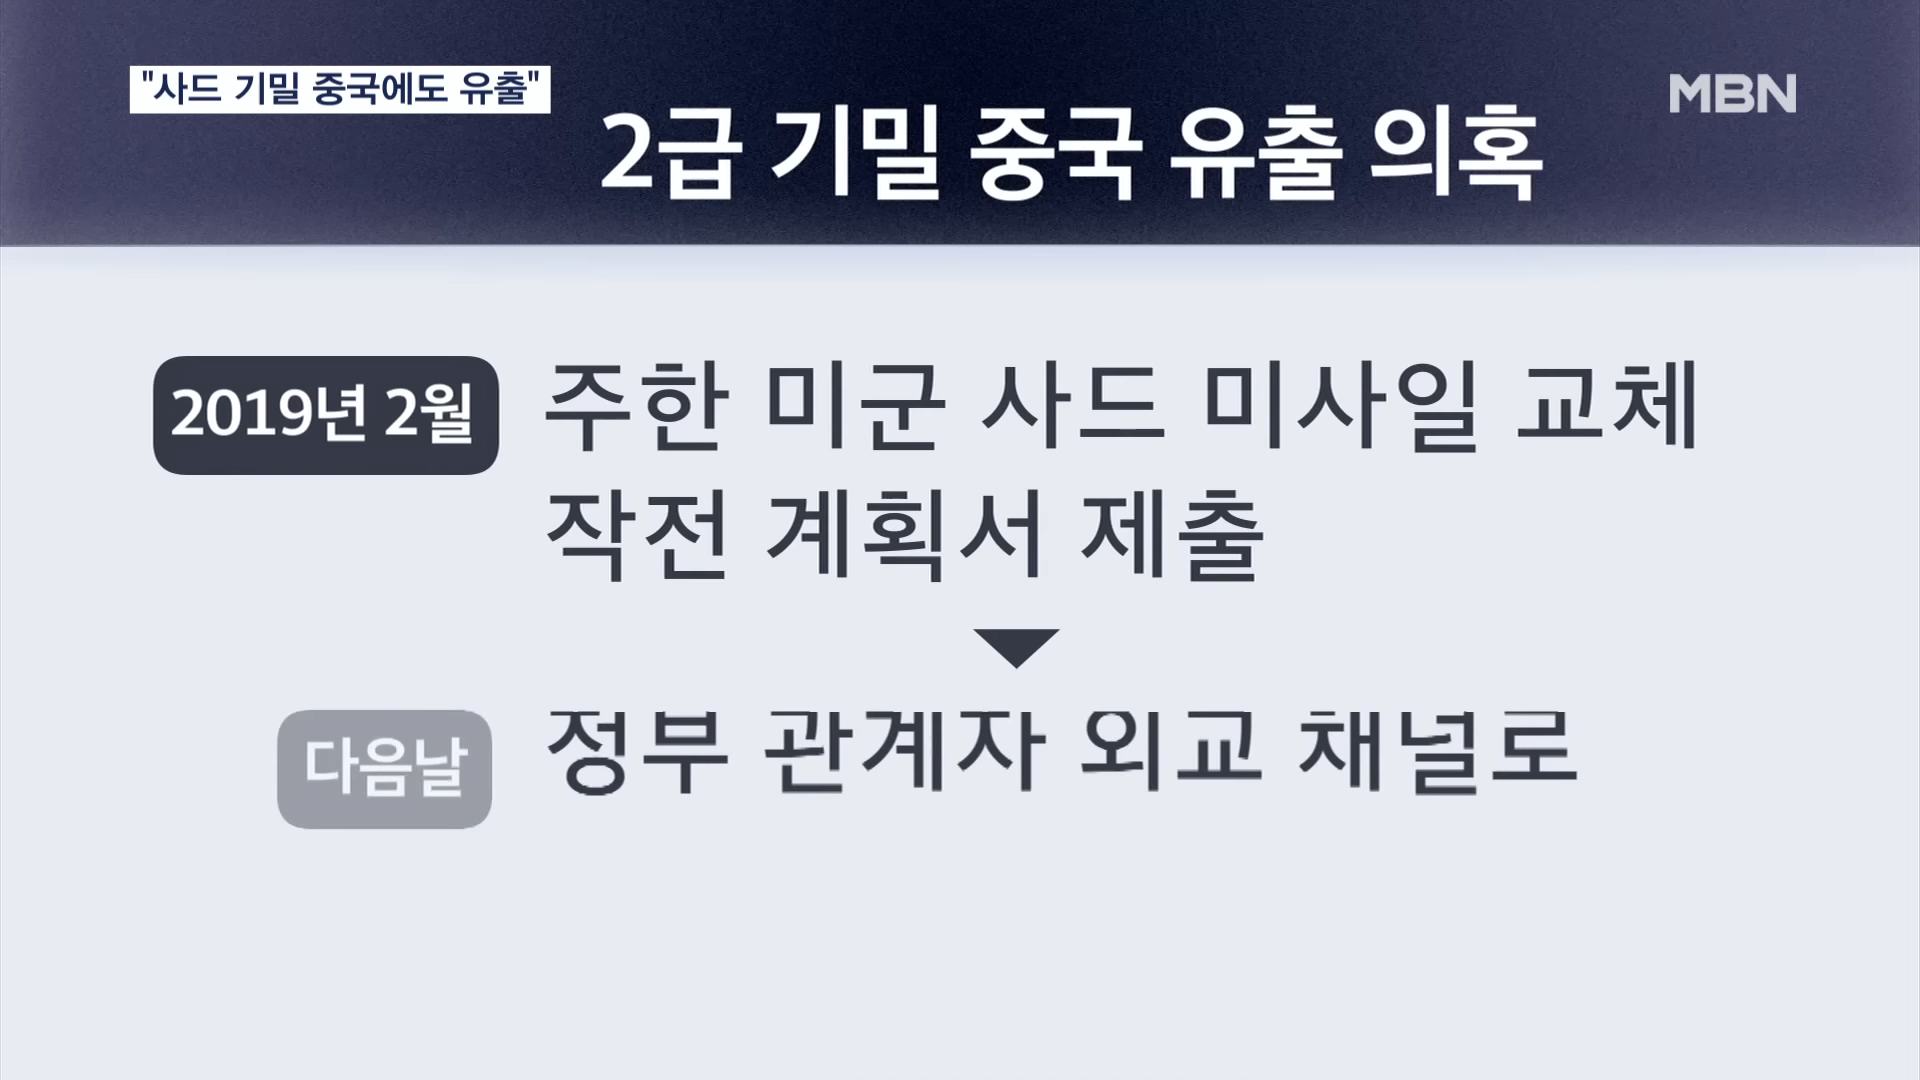 "사드 기밀 중국에도 유출"
MBN
2급 기밀 중국 유출 의혹
2019년 2월
주한 미군 사드 미사일 교체
작전 계획서 제출
다음날
정부 관계자 외교 채널로